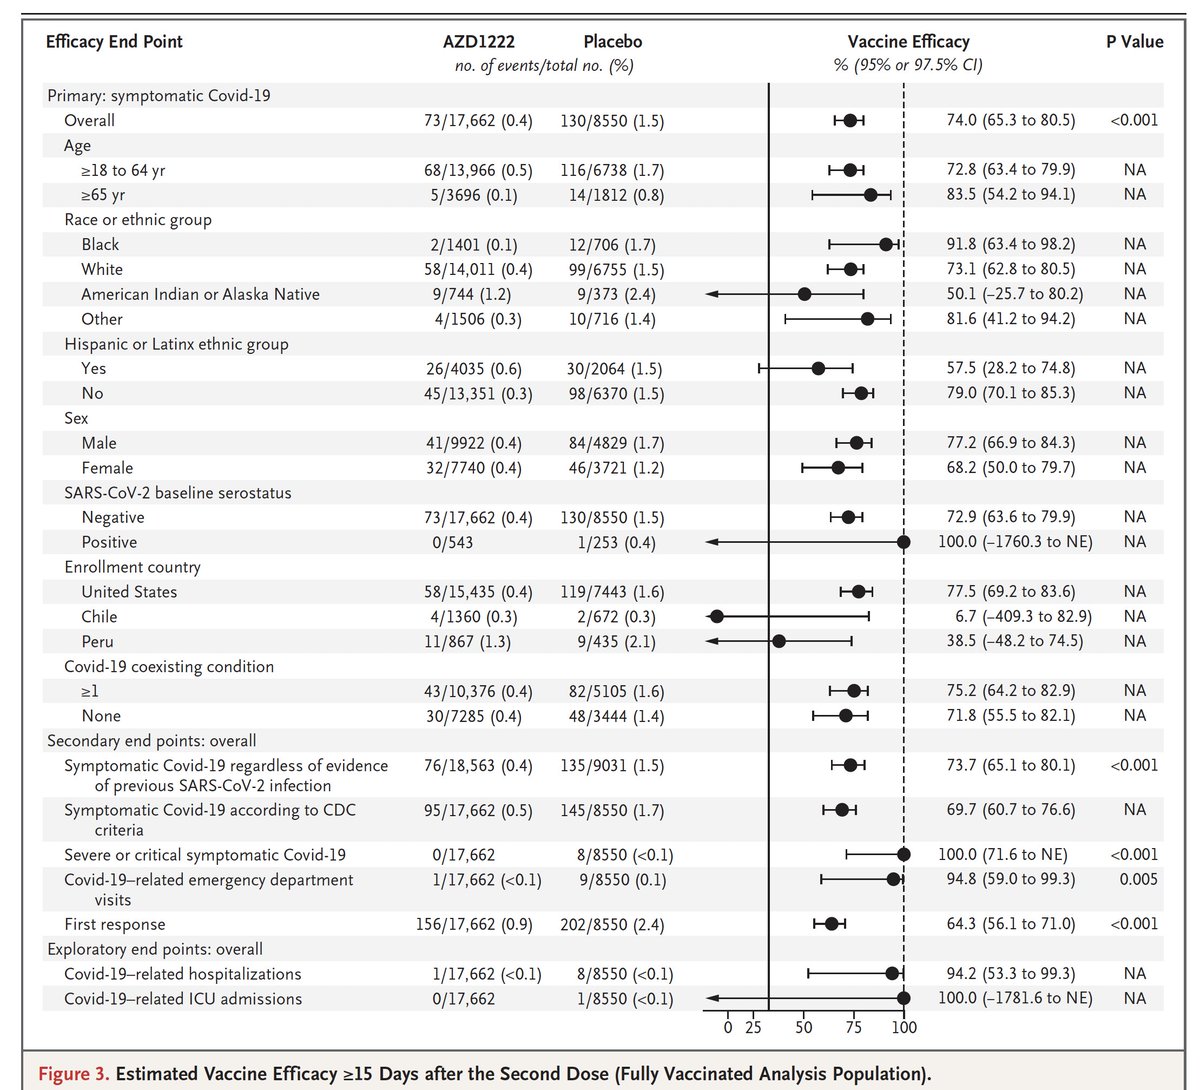 Efficacy End Point AZD1222 Placebo Vaccine Efficacy P Value
no. of events/total no. (%) % (95% or 97.5% CI)
Primary: symptomatic Covid-19
Overall 73/17,662 (0.4) 130/8550 (1.5) 74.0 (65.3 to 80.5) <0.001
Age
≥18 to 64 yr 68/13,966 (0.5) 116/6738 (1.7) 72.8 (63.4 to 79.9) NA
≥65 yr 5/3696 (0.1) 14/1812 (0.8) 83.5 (54.2 to 94.1) NA
Race or ethnic group
Black 2/1401 (0.1) 12/706 (1.7) 91.8 (63.4 to 98.2) NA
White 58/14,011 (0.4) 99/6755 (1.5) 73.1 (62.8 to 80.5) NA
American Indian or Alaska Native 9/744 (1.2) 9/373 (2.4) 50.1 (–25.7 to 80.2) NA
Other 4/1506 (0.3) 10/716 (1.4) 81.6 (41.2 to 94.2) NA
Hispanic or Latinx ethnic group
Yes 26/4035 (0.6) 30/2064 (1.5) 57.5 (28.2 to 74.8) NA
No 45/13,351 (0.3) 98/6370 (1.5) 79.0 (70.1 to 85.3) NA
Sex
Male 41/9922 (0.4) 84/4829 (1.7) 77.2 (66.9 to 84.3) NA
Female 32/7740 (0.4) 46/3721 (1.2) 68.2 (50.0 to 79.7) NA
SARS-CoV-2 baseline serostatus
Negative 73/17,662 (0.4) 130/8550 (1.5) 72.9 (63.6 to 79.9) NA
Positive 0/543 1/253 (0.4) 100.0 (–1760.3 to NE) NA
Enrollment country
United States 58/15,435 (0.4) 119/7443 (1.6) 77.5 (69.2 to 83.6) NA
Chile 4/1360 (0.3) 2/672 (0.3) 6.7 (–409.3 to 82.9) NA
Peru 11/867 (1.3) 9/435 (2.1) 38.5 (–48.2 to 74.5) NA
Covid-19 coexisting condition
≥1 43/10,376 (0.4) 82/5105 (1.6) 75.2 (64.2 to 82.9) NA
None 30/7285 (0.4) 48/3444 (1.4) 71.8 (55.5 to 82.1) NA
Secondary end points: overall
Symptomatic Covid-19 regardless of evidence 76/18,563 (0.4) 135/9031 (1.5) 73.7 (65.1 to 80.1) <0.001
of previous SARS-CoV-2 infection
Symptomatic Covid-19 according to CDC 95/17,662 (0.5) 145/8550 (1.7) 69.7 (60.7 to 76.6) NA
criteria
Severe or critical symptomatic Covid-19 0/17,662 8/8550 (<0.1) 100.0 (71.6 to NE) <0.001
Covid-19–related emergency department 1/17,662 (<0.1) 9/8550 (0.1) 94.8 (59.0 to 99.3) 0.005
visits
First response 156/17,662 (0.9) 202/8550 (2.4) 64.3 (56.1 to 71.0) <0.001
Exploratory end points: overall
Covid-19–related hospitalizations 1/17,662 (<0.1) 8/8550 (<0.1) 94.2 (53.3 to 99.3) NA
Covid-19–related ICU admissions 0/17,662 1/8550 (<0.1) 100.0 (–1781.6 to NE) NA
0 25 50 75 100
Figure 3. Estimated Vaccine Efficacy ≥15 Days after the Second Dose (Fully Vaccinated Analysis Population).